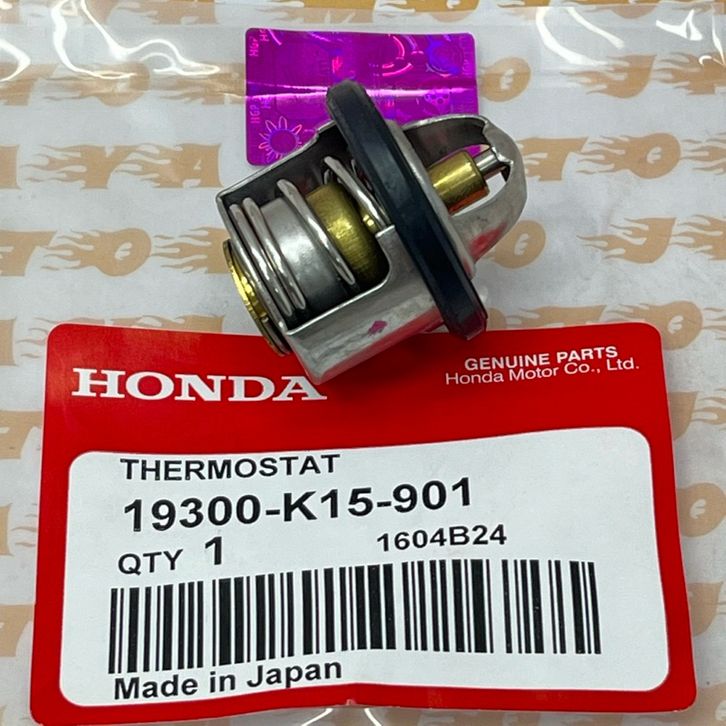 HONDA
GENUINE PARTS
Honda Motor Co., Ltd.
THERMOSTAT
19300-K15-901
QTY 1
1604B24
Made in Japan